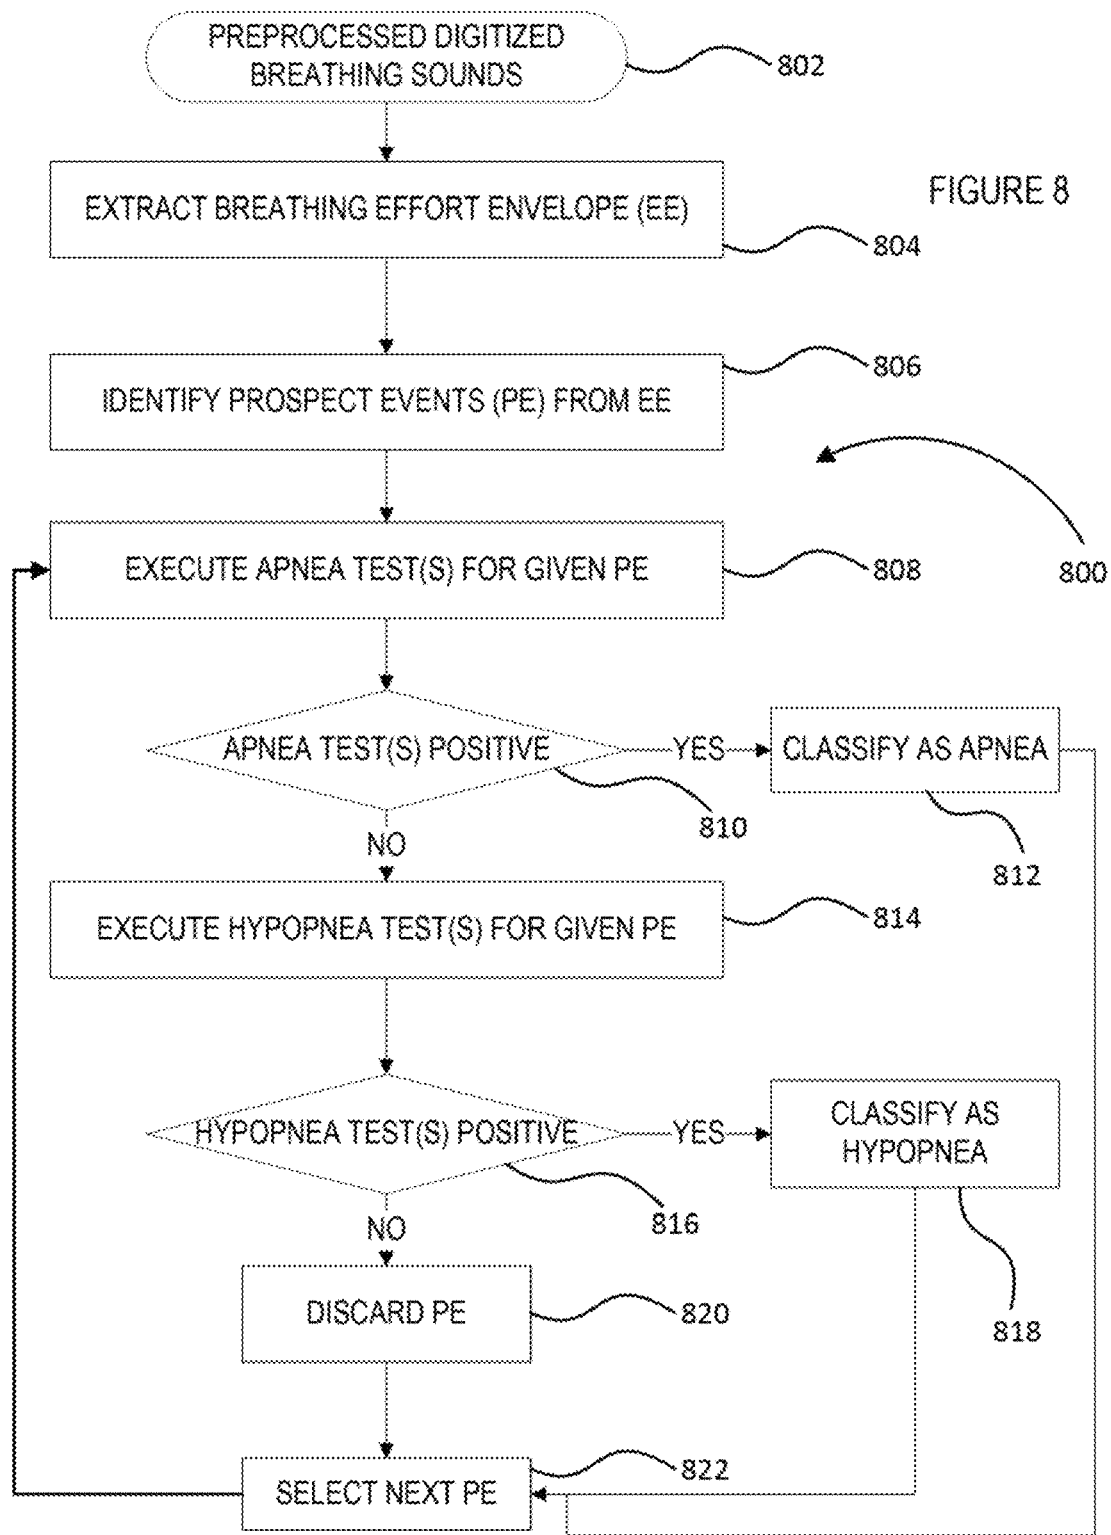 PREPROCESSED DIGITIZED
BREATHING SOUNDS
802
EXTRACT BREATHING EFFORT ENVELOPE (EE)
FIGURE 8
804
IDENTIFY PROSPECT EVENTS (PE) FROM EE
806
EXECUTE APNEA TEST(S) FOR GIVEN PE
808
800
APNEA TEST(S) POSITIVE
YES
CLASSIFY AS APNEA
810
812
NO
EXECUTE HYPOPNEA TEST(S) FOR GIVEN PE
814
HYPOPNEA TEST(S) POSITIVE
YES
CLASSIFY AS
HYPOPNEA
816
818
NO
DISCARD PE
820
SELECT NEXT PE
822